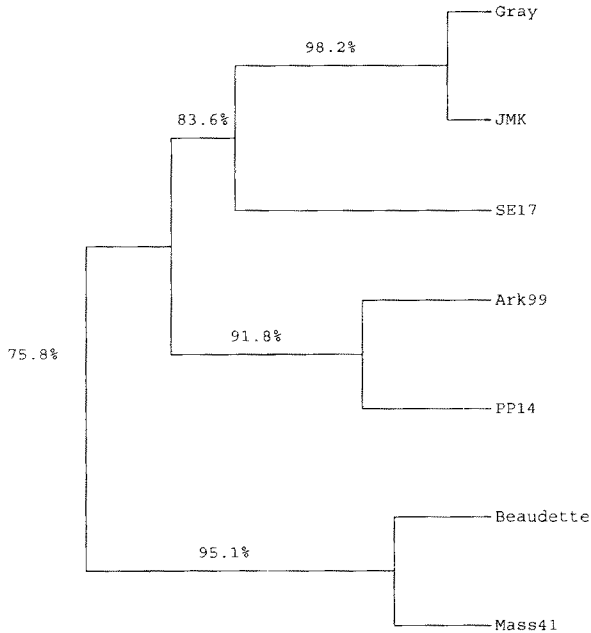 Gray
98.2%
83.6%
JMK
SE17
Ark99
91.8%
75.8%
PP14
Beaudette
95.1%
Mass41